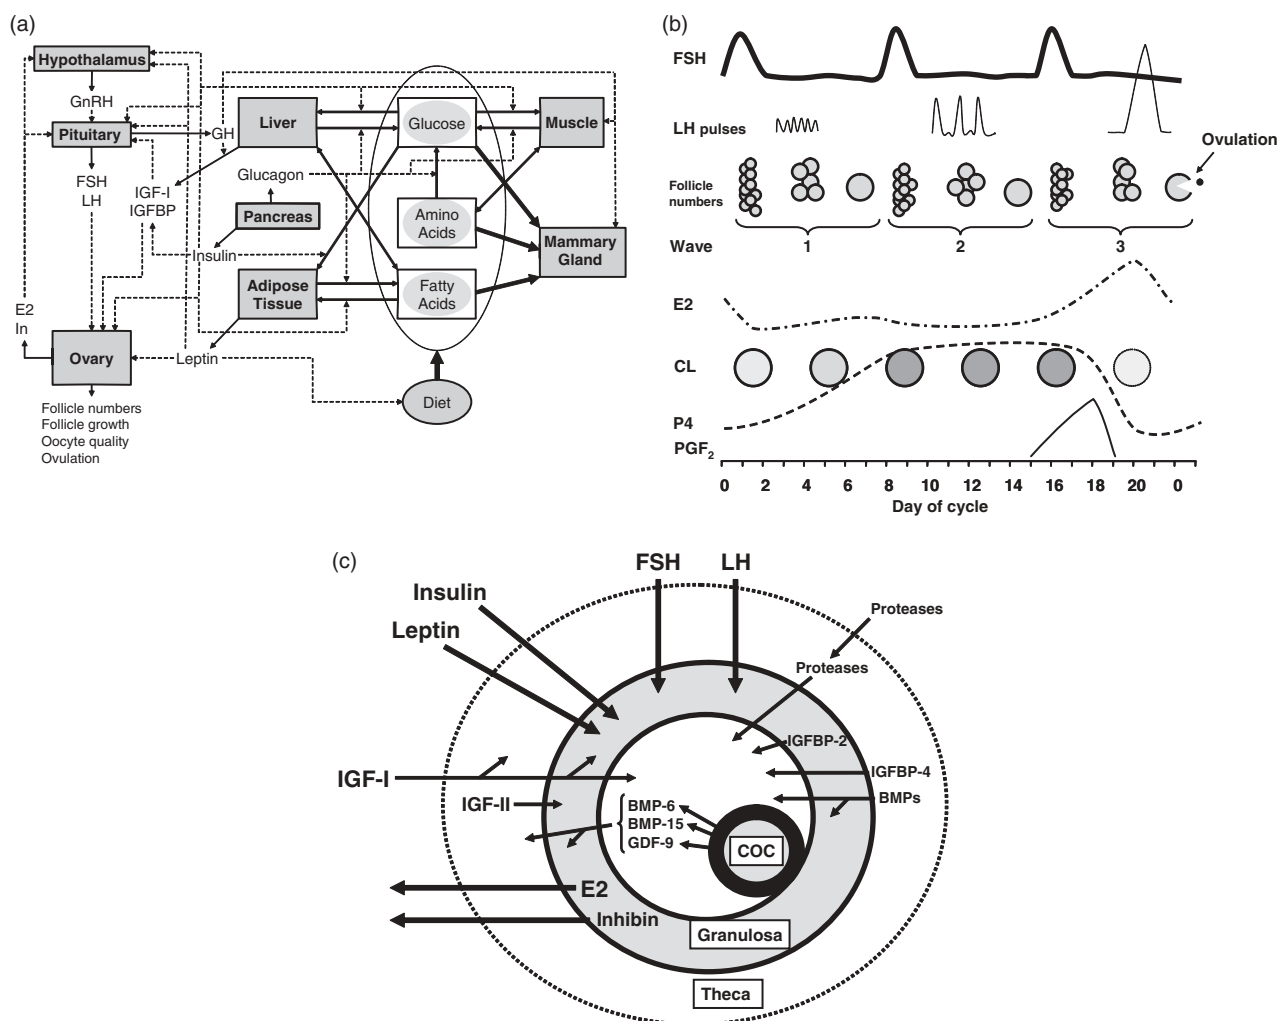 (a)
Hypothalamus
GnRH
Pituitary
GH
FSH
LH
IGF-I
IGFBP
Liver
Glucose
Muscle
Glucagon
Pancreas
Insulin
Amino
Acids
Mammary
Gland
Adipose
Tissue
Fatty
Acids
E2
In
Ovary
Leptin
Diet
Follicle numbers
Follicle growth
Oocyte quality
Ovulation
(b)
FSH
LH pulses
Ovulation
Follicle
numbers
Wave 1 2 3
E2
CL
P4
PGF2
0 2 4 6 8 10 12 14 16 18 20 0
Day of cycle
(c)
FSH LH
Insulin
Leptin
Proteases
Proteases
IGFBP-2
IGF-I
IGFBP-4
IGF-II
BMPs
BMP-6
BMP-15
GDF-9
COC
E2
Inhibin
Granulosa
Theca